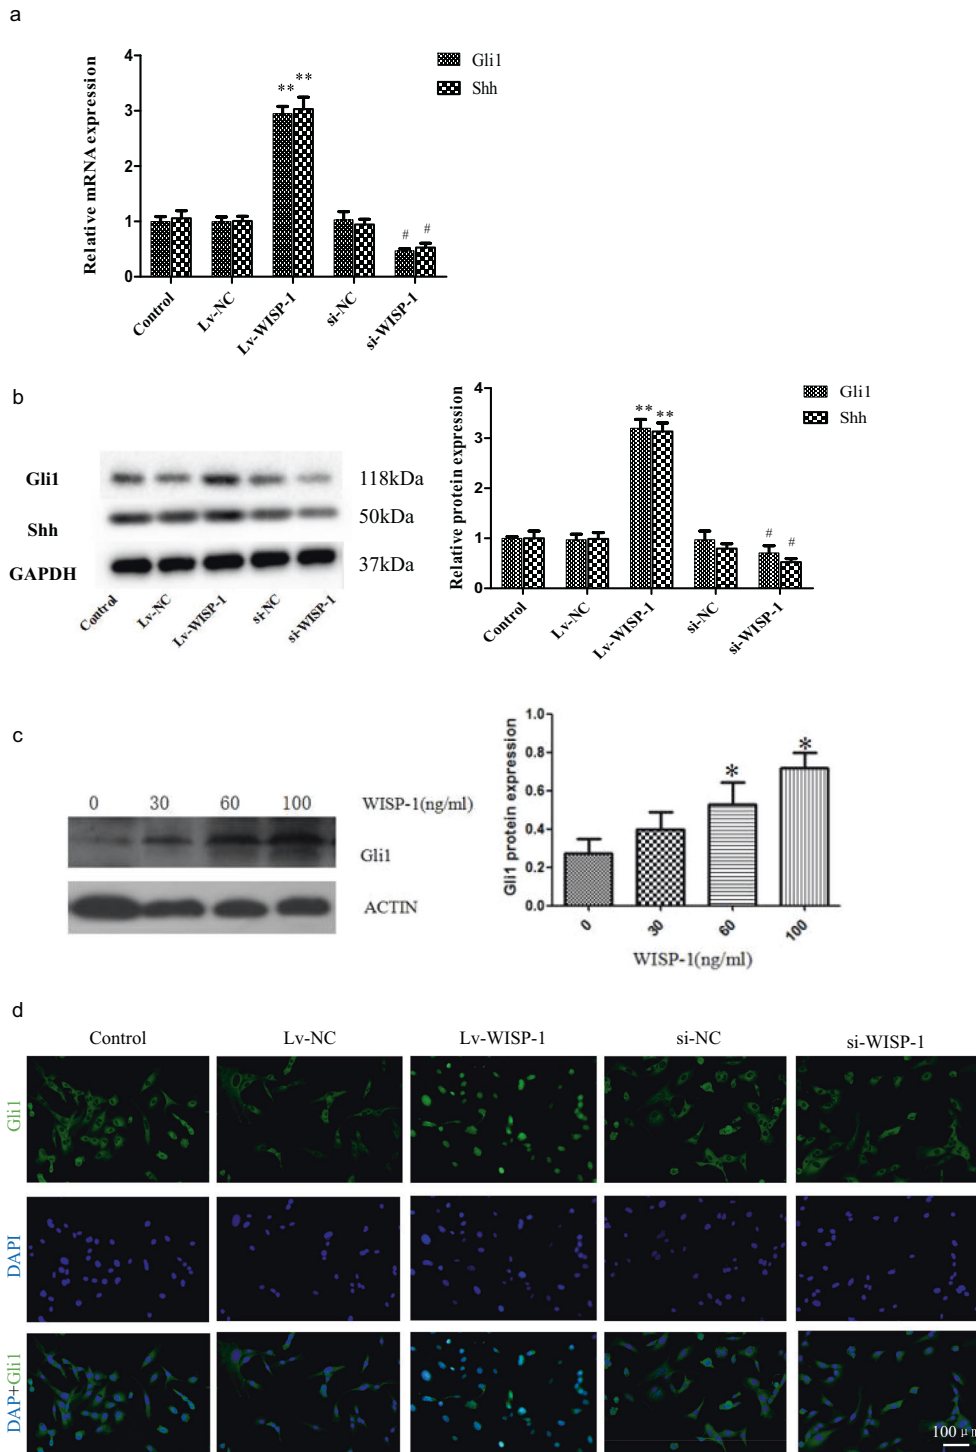 a
4
3
2
1
0
Relative mRNA expression
** **
# #
Gli1
Shh
Control
Lv-NC
Lv-WISP-1
si-NC
si-WISP-1
b
Gli1
118kDa
Shh
50kDa
GAPDH
37kDa
Control
Lv-NC
Lv-WISP-1
si-NC
si-WISP-1
4
3
2
1
0
Relative protein expression
** **
# #
Gli1
Shh
Control
Lv-NC
Lv-WISP-1
si-NC
si-WISP-1
c
0 30 60 100 WISP-1(ng/ml)
Gli1
ACTIN
1.0
0.8
0.6
0.4
0.2
0.0
Gli1 protein expression
* *
0 30 60 100
WISP-1(ng/ml)
d
Control Lv-NC Lv-WISP-1 si-NC si-WISP-1
Gli1
DAPI
DAP+Gli1
100 μm